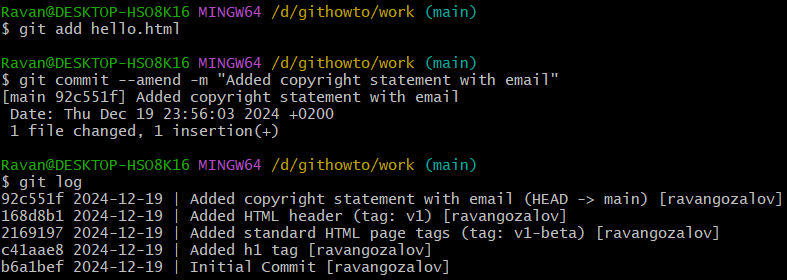 Ravan@DESKTOP-HSO8K16 MINGW64 /d/githowto/work (main)
$ git add hello.html
Ravan@DESKTOP-HSO8K16 MINGW64 /d/githowto/work (main)
$ git commit --amend -m "Added copyright statement with email"
[main 92c551f] Added copyright statement with email
 Date: Thu Dec 19 23:56:03 2024 +0200
 1 file changed, 1 insertion(+)
Ravan@DESKTOP-HSO8K16 MINGW64 /d/githowto/work (main)
$ git log
92c551f 2024-12-19 | Added copyright statement with email (HEAD -> main) [ravangozalov]
168d8b1 2024-12-19 | Added HTML header (tag: v1) [ravangozalov]
2169197 2024-12-19 | Added standard HTML page tags (tag: v1-beta) [ravangozalov]
c41aae8 2024-12-19 | Added h1 tag [ravangozalov]
b6a1bef 2024-12-19 | Initial Commit [ravangozalov]